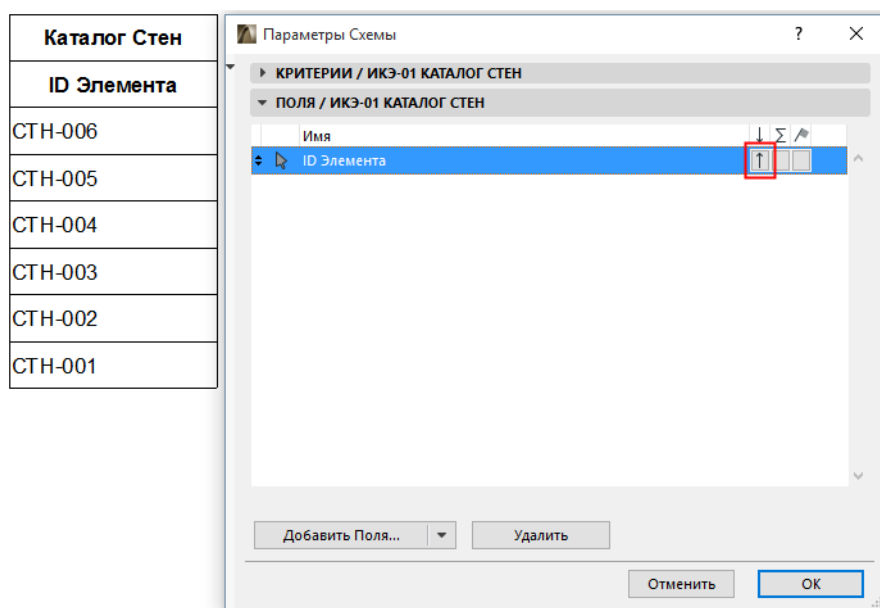 Каталог Стен
ID Элемента
СТН-006
СТН-005
СТН-004
СТН-003
СТН-002
СТН-001
Параметры Схемы
КРИТЕРИИ / ИКЭ-01 КАТАЛОГ СТЕН
ПОЛЯ / ИКЭ-01 КАТАЛОГ СТЕН
Имя
ID Элемента
Добавить Поля...
Удалить
Отменить
OK